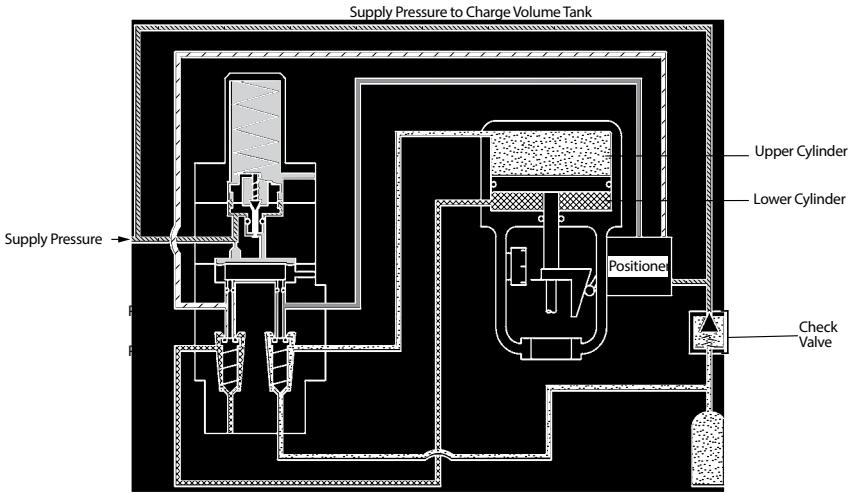 Supply Pressure to Charge Volume Tank
Upper Cylinder
Lower Cylinder
Supply Pressure
Positioner
Check
Valve